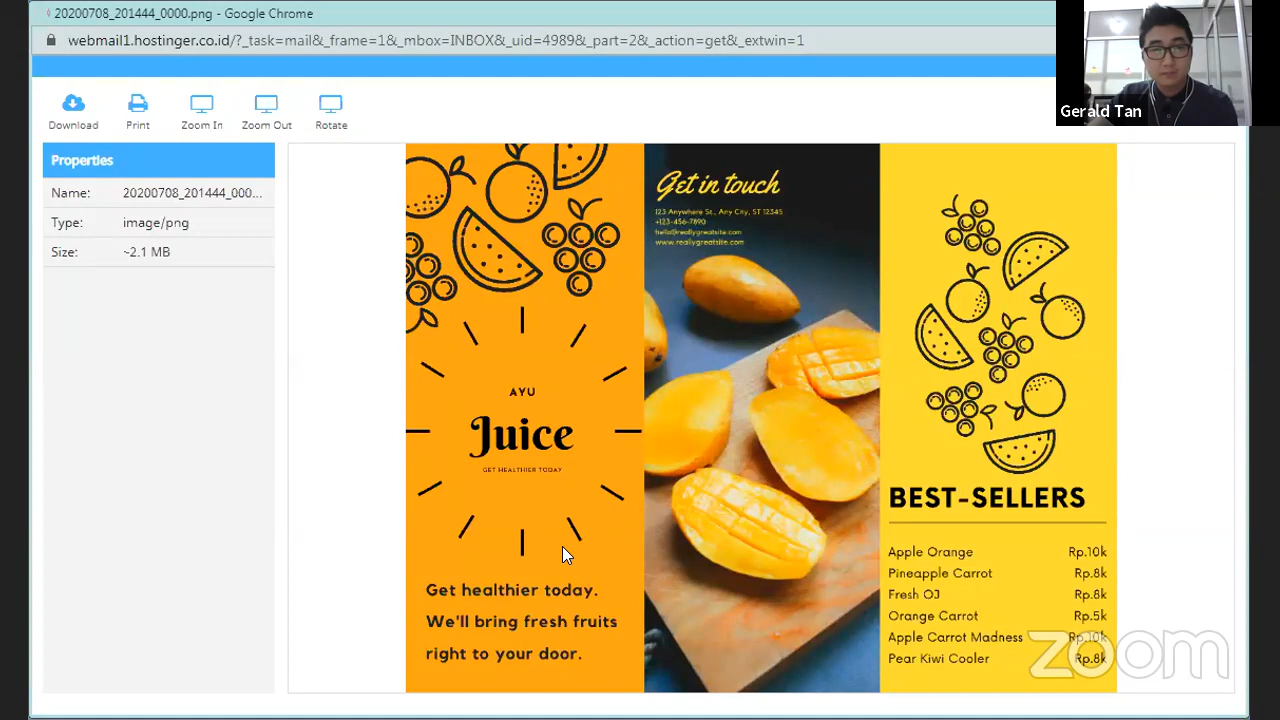 20200708_201444_0000.png - Google Chrome
webmail1.hostinger.co.id/?_task=mail&_frame=1&_mbox=INBOX&_uid=4989&_part=2&_action=get&_extwin=1
Gerald Tan
Download
Print
Zoom In
Zoom Out
Rotate
Properties
Name: 20200708_201444_000...
Type: image/png
Size: ~2.1 MB
AYU
Juice
GET HEALTHIER TODAY
Get healthier today.
We'll bring fresh fruits
right to your door.
Get in touch
123 Anywhere St., Any City, ST 12345
+123-456-7890
hello@reallygreatsite.com
www.reallygreatsite.com
BEST-SELLERS
Apple Orange Rp.10k
Pineapple Carrot Rp.8k
Fresh OJ Rp.8k
Orange Carrot Rp.5k
Apple Carrot Madness Rp.10k
Pear Kiwi Cooler Rp.8k
zoom